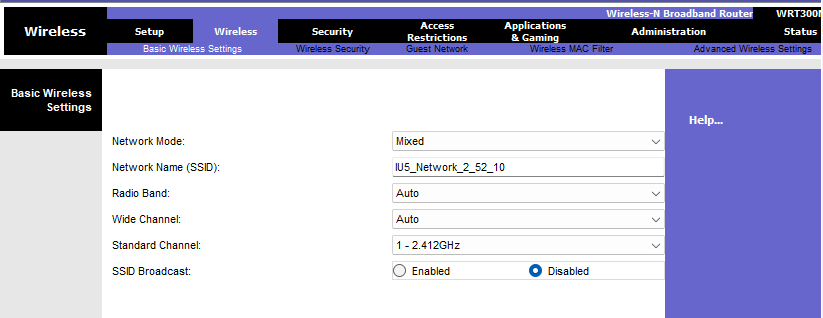 Wireless-N Broadband Router WRT300N
Wireless
Setup Wireless Security Access Restrictions Applications & Gaming Administration Status
Basic Wireless Settings Wireless Security Guest Network Wireless MAC Filter Advanced Wireless Settings
Basic Wireless
Settings
Help...
Network Mode: Mixed
Network Name (SSID): IU5_Network_2_52_10
Radio Band: Auto
Wide Channel: Auto
Standard Channel: 1 - 2.412GHz
SSID Broadcast: Enabled Disabled